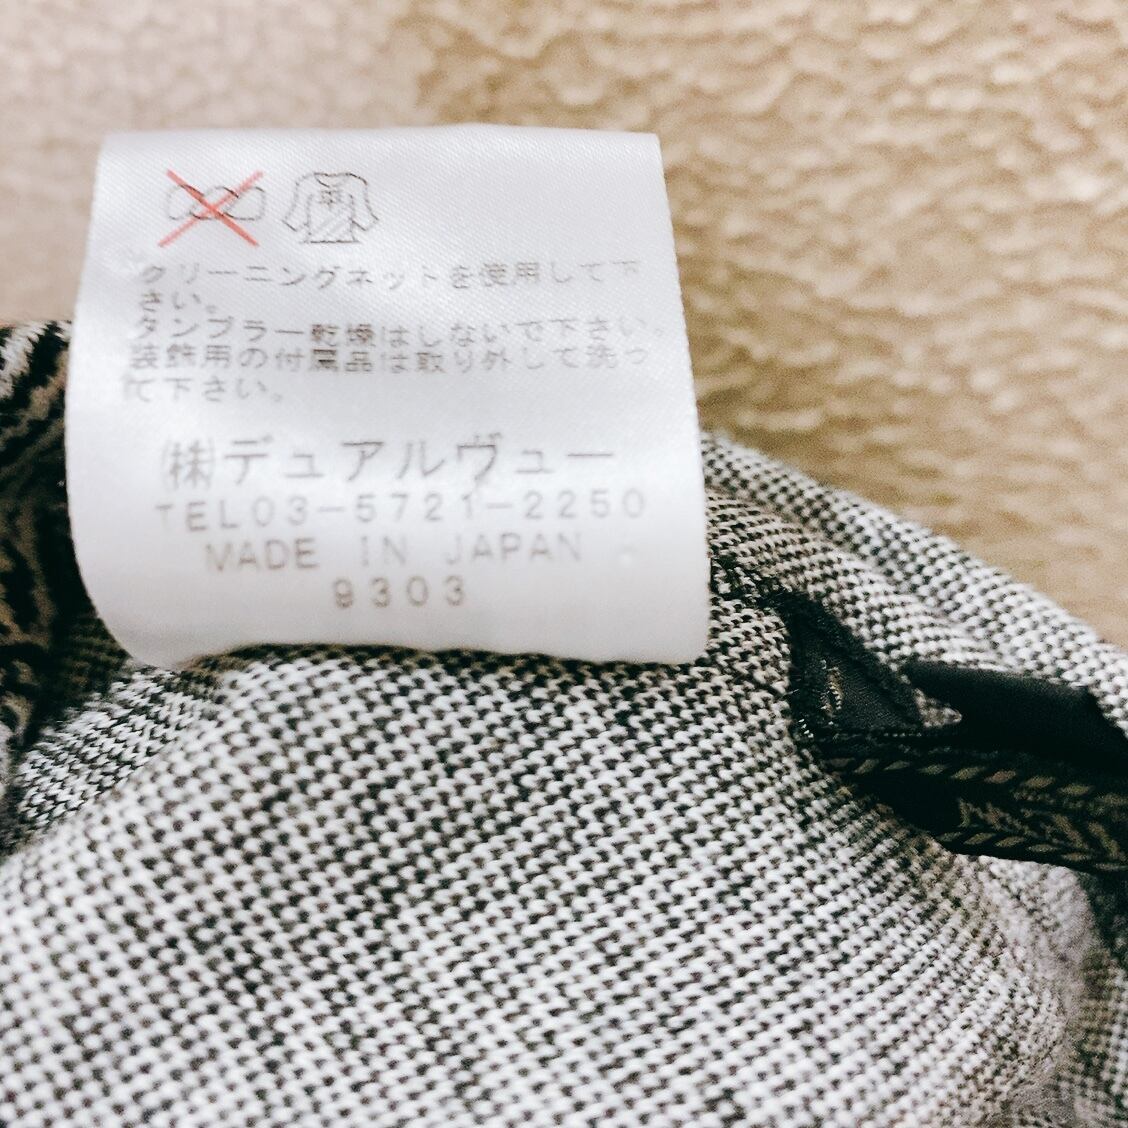 平
クリーニングネットを使用して下
さい。
タンブラー乾燥はしないで下さい。
装飾用の付属品は取り外して洗っ
て下さい。
㈱デュアルヴュー
TEL03-5721-2250
MADE IN JAPAN
9303